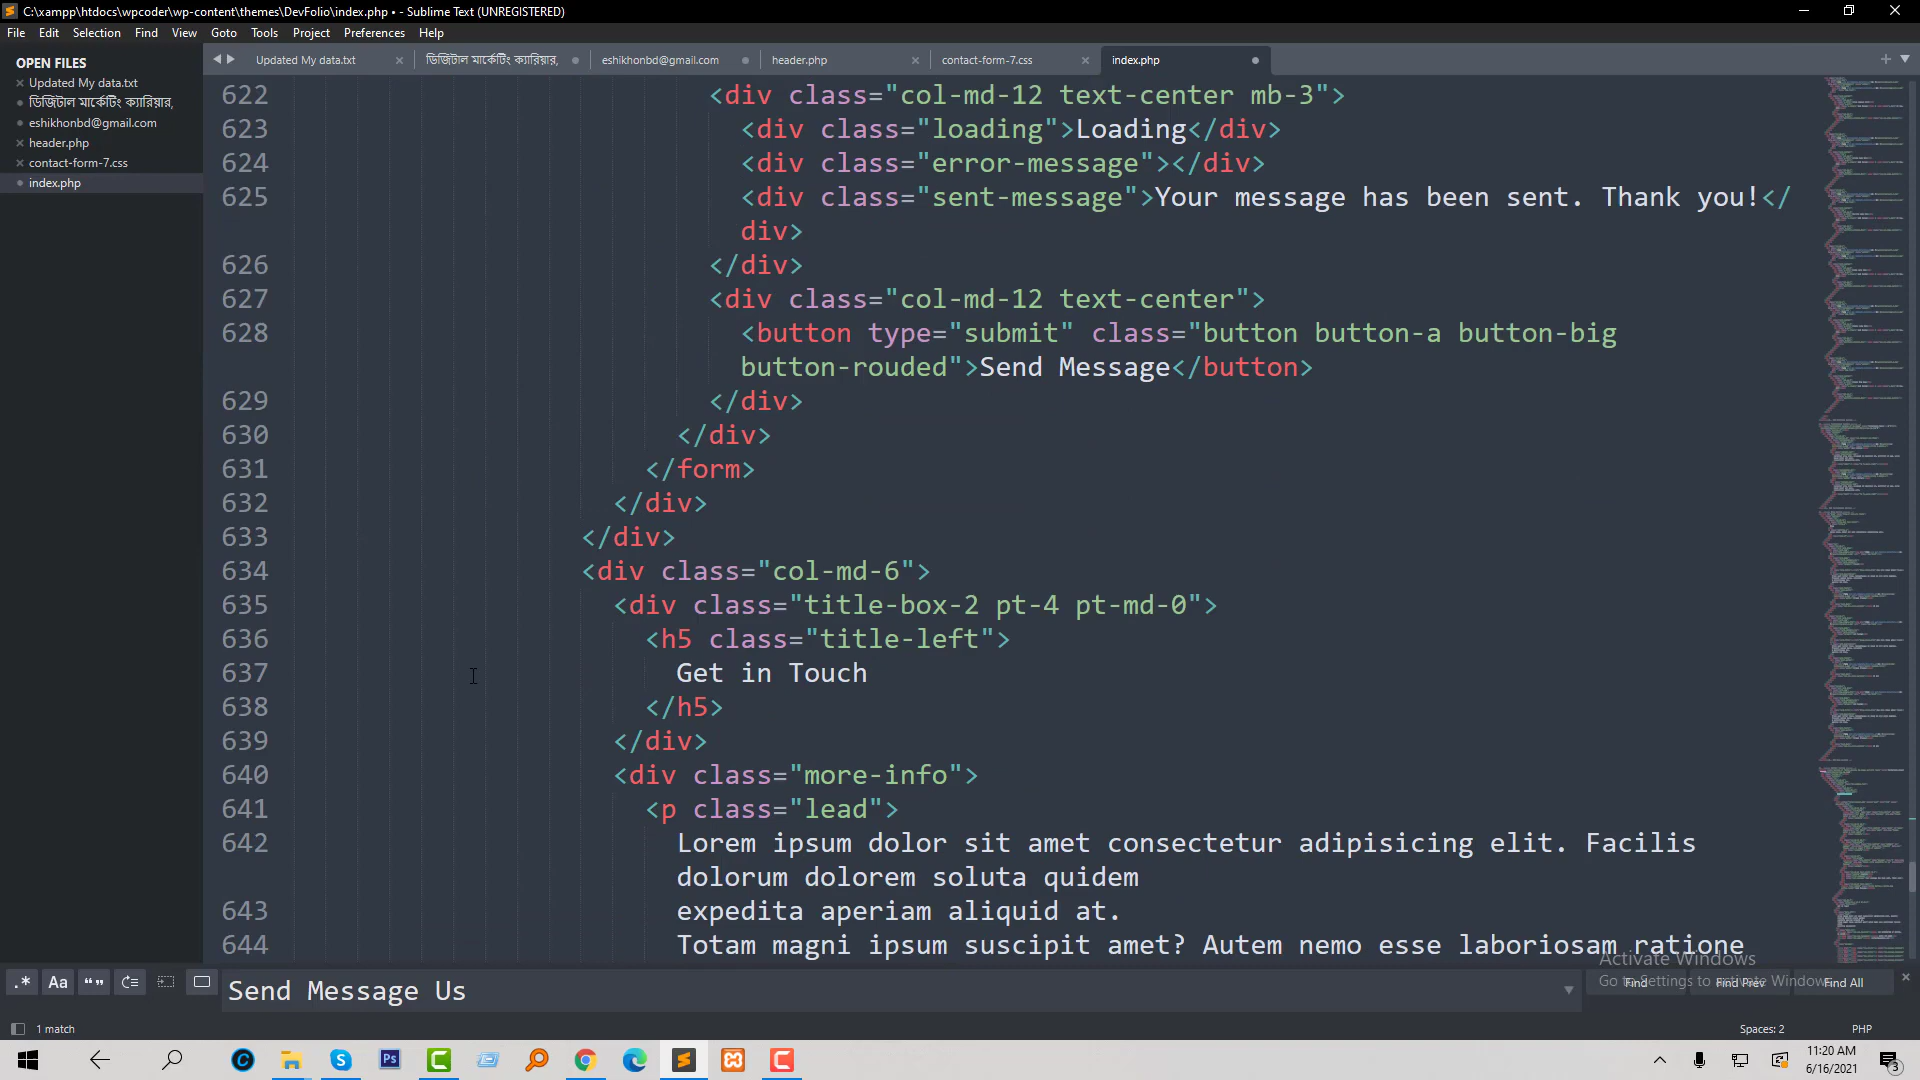 C:\xampp\htdocs\wpcoder\wp-content\themes\DevFolio\index.php • - Sublime Text (UNREGISTERED)
File Edit Selection Find View Goto Tools Project Preferences Help
OPEN FILES
Updated My data.txt
ডিজিটাল মার্কেটিং ক্যারিয়ার,
eshikhonbd@gmail.com
header.php
contact-form-7.css
index.php
Updated My data.txt ডিজিটাল মার্কেটিং ক্যারিয়ার, eshikhonbd@gmail.com header.php contact-form-7.css index.php
622 <div class="col-md-12 text-center mb-3">
623 <div class="loading">Loading</div>
624 <div class="error-message"></div>
625 <div class="sent-message">Your message has been sent. Thank you!</
div>
626 </div>
627 <div class="col-md-12 text-center">
628 <button type="submit" class="button button-a button-big
button-rouded">Send Message</button>
629 </div>
630 </div>
631 </form>
632 </div>
633 </div>
634 <div class="col-md-6">
635 <div class="title-box-2 pt-4 pt-md-0">
636 <h5 class="title-left">
637 Get in Touch
638 </h5>
639 </div>
640 <div class="more-info">
641 <p class="lead">
642 Lorem ipsum dolor sit amet consectetur adipisicing elit. Facilis
dolorum dolorem soluta quidem
643 expedita aperiam aliquid at.
644 Totam magni ipsum suscipit amet? Autem nemo esse laboriosam ratione
Activate Windows
Go to Settings to activate Windows.
.* Aa “” Send Message Us Find Find Prev Find All
1 match Spaces: 2 PHP
11:20 AM
6/16/2021
3